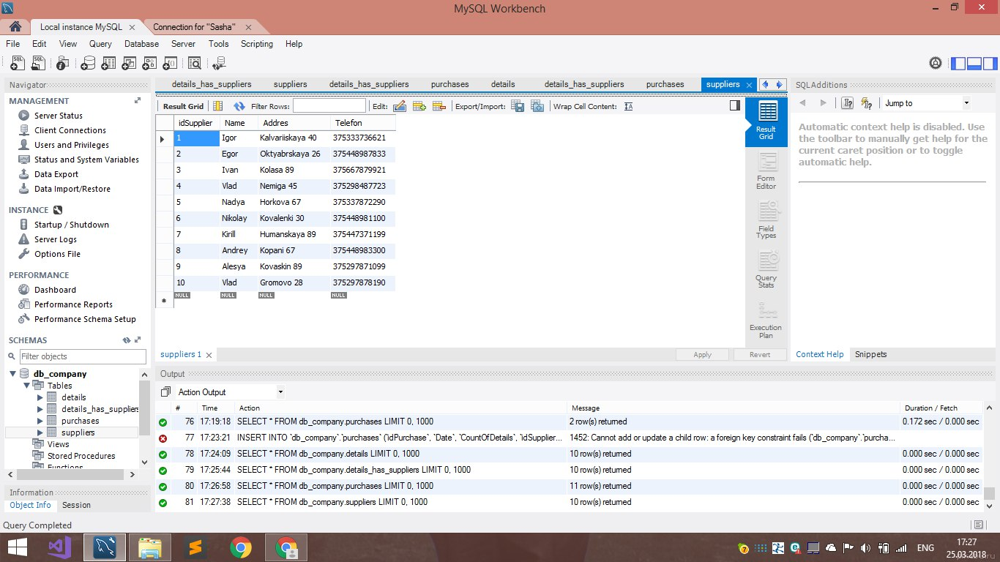 MySQL Workbench
Local instance MySQL Connection for "Sasha"
File Edit View Query Database Server Tools Scripting Help
Navigator
MANAGEMENT
Server Status
Client Connections
Users and Privileges
Status and System Variables
Data Export
Data Import/Restore
INSTANCE
Startup / Shutdown
Server Logs
Options File
PERFORMANCE
Dashboard
Performance Reports
Performance Schema Setup
SCHEMAS
Filter objects
db_company
Tables
details
details_has_suppliers
purchases
suppliers
Views
Stored Procedures
Functions
Information
Object Info Session
details_has_suppliers suppliers details_has_suppliers purchases details details_has_suppliers purchases suppliers
Result Grid Filter Rows: Edit: Export/Import: Wrap Cell Content:
idSupplier Name Addres Telefon
1 Igor Kalvariiskaya 40 375333736621
2 Egor Oktyabrskaya 26 375448987833
3 Ivan Kolasa 89 375667879921
4 Vlad Nemiga 45 375298487723
5 Nadya Horkova 67 375337872290
6 Nikolay Kovalenki 30 375448981100
7 Kirill Humanskaya 89 375447371199
8 Andrey Kopani 67 375448983300
9 Alesya Kovaskin 89 375297871099
10 Vlad Gromovo 28 375297878190
NULL NULL NULL NULL
Result
Grid
Form
Editor
Field
Types
Query
Stats
Execution
Plan
suppliers 1 Apply Revert
SQLAdditions
Jump to
Automatic context help is disabled. Use
the toolbar to manually get help for the
current caret position or to toggle
automatic help.
Context Help Snippets
Output
Action Output
# Time Action Message Duration / Fetch
76 17:19:18 SELECT * FROM db_company.purchases LIMIT 0, 1000 2 row(s) returned 0.172 sec / 0.000 sec
77 17:23:21 INSERT INTO `db_company`.`purchases` (`idPurchase`, `Date`, `CountOfDetails`, `idSupplier... 1452: Cannot add or update a child row: a foreign key constraint fails (`db_company`.`purcha...
78 17:24:09 SELECT * FROM db_company.details LIMIT 0, 1000 10 row(s) returned 0.000 sec / 0.000 sec
79 17:25:44 SELECT * FROM db_company.details_has_suppliers LIMIT 0, 1000 10 row(s) returned 0.000 sec / 0.000 sec
80 17:26:58 SELECT * FROM db_company.purchases LIMIT 0, 1000 11 row(s) returned 0.000 sec / 0.000 sec
81 17:27:38 SELECT * FROM db_company.suppliers LIMIT 0, 1000 10 row(s) returned 0.000 sec / 0.000 sec
Query Completed
ENG
17:27
25.03.2018